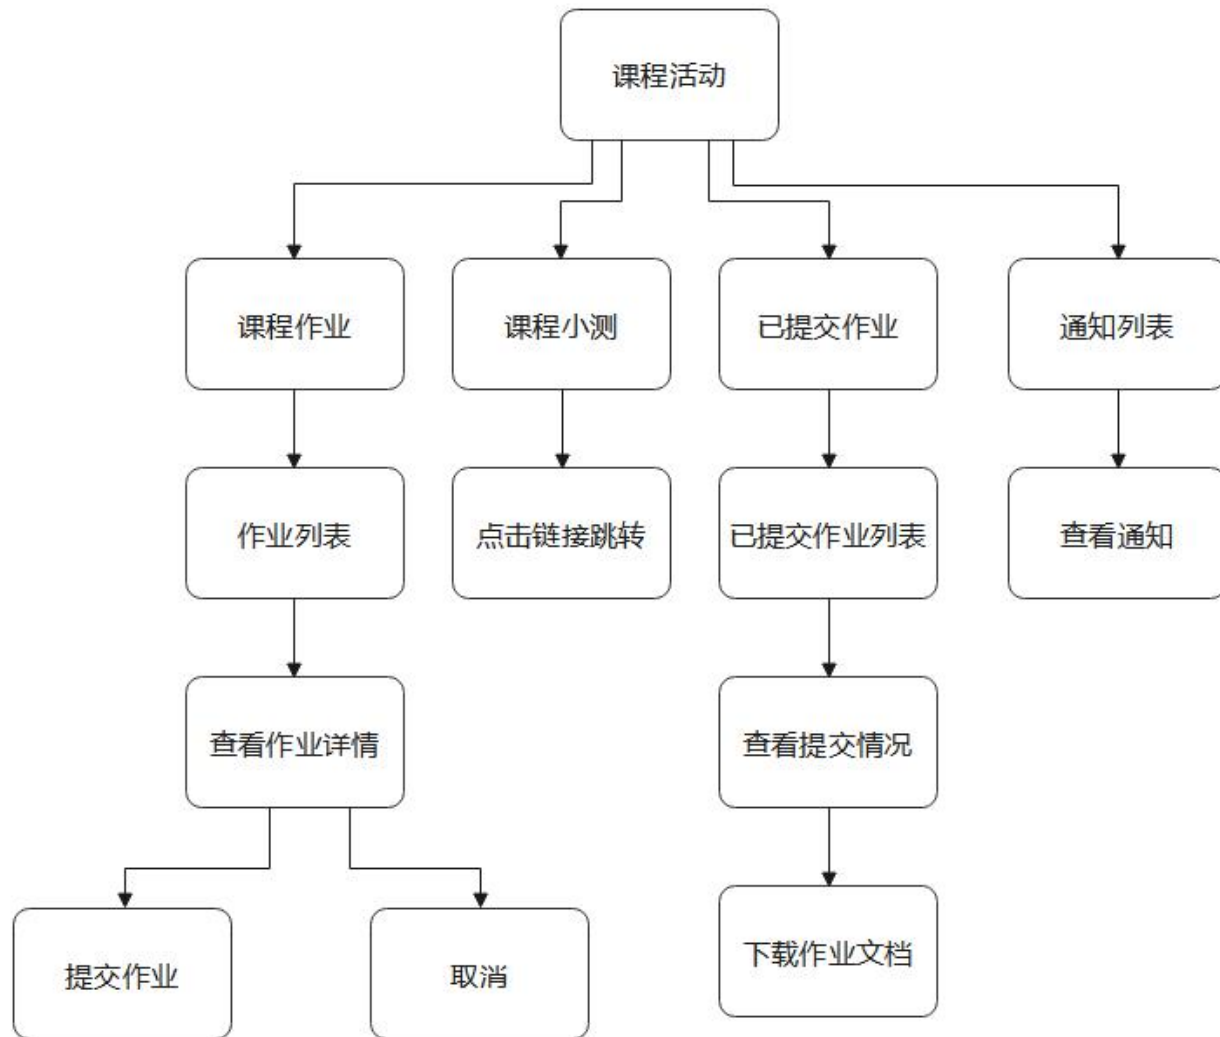 课程活动
课程作业
课程小测
已提交作业
通知列表
作业列表
点击链接跳转
已提交作业列表
查看通知
查看作业详情
查看提交情况
提交作业
取消
下载作业文档